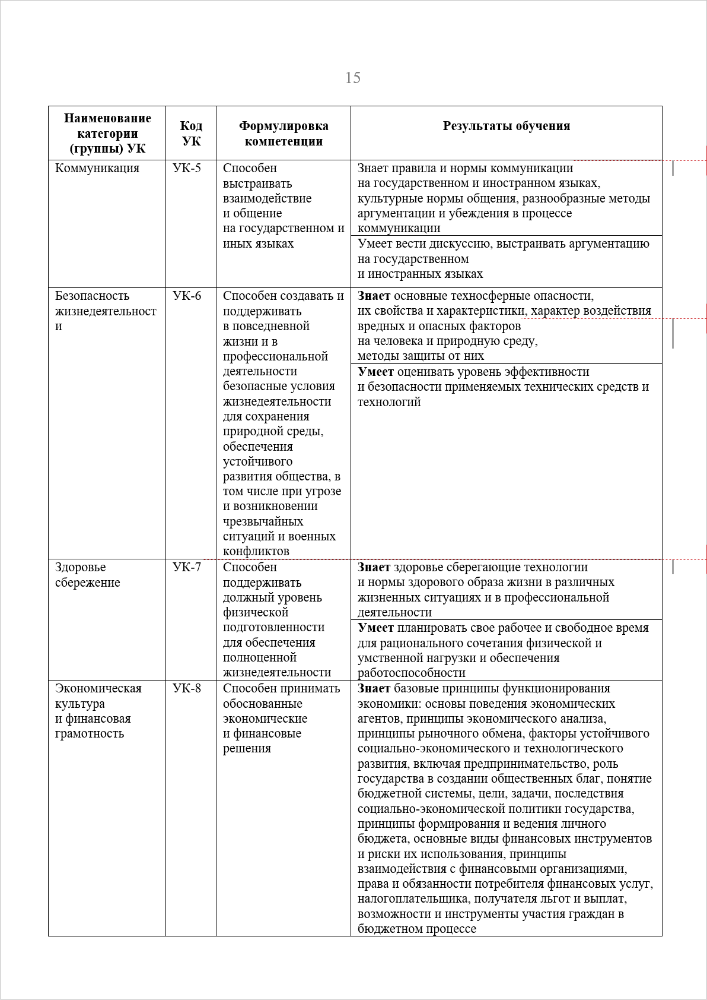 15
Наименование
категории
(группы) УК
Код
УК
Формулировка
компетенции
Результаты обучения
Коммуникация
УК-5
Способен
выстраивать
взаимодействие
и общение
на государственном и
иных языках
Знает правила и нормы коммуникации
на государственном и иностранном языках,
культурные нормы общения, разнообразные методы
аргументации и убеждения в процессе
коммуникации
Умеет вести дискуссию, выстраивать аргументацию
на государственном
и иностранных языках
Безопасность
жизнедеятельност
и
УК-6
Способен создавать и
поддерживать
в повседневной
жизни и в
профессиональной
деятельности
безопасные условия
жизнедеятельности
для сохранения
природной среды,
обеспечения
устойчивого
развития общества, в
том числе при угрозе
и возникновении
чрезвычайных
ситуаций и военных
конфликтов
Знает основные техносферные опасности,
их свойства и характеристики, характер воздействия
вредных и опасных факторов
на человека и природную среду,
методы защиты от них
Умеет оценивать уровень эффективности
и безопасности применяемых технических средств и
технологий
Здоровье
сбережение
УК-7
Способен
поддерживать
должный уровень
физической
подготовленности
для обеспечения
полноценной
жизнедеятельности
Знает здоровье сберегающие технологии
и нормы здорового образа жизни в различных
жизненных ситуациях и в профессиональной
деятельности
Умеет планировать свое рабочее и свободное время
для рационального сочетания физической и
умственной нагрузки и обеспечения
работоспособности
Экономическая
культура
и финансовая
грамотность
УК-8
Способен принимать
обоснованные
экономические
и финансовые
решения
Знает базовые принципы функционирования
экономики: основы поведения экономических
агентов, принципы экономического анализа,
принципы рыночного обмена, факторы устойчивого
социально-экономического и технологического
развития, включая предпринимательство, роль
государства в создании общественных благ, понятие
бюджетной системы, цели, задачи, последствия
социально-экономической политики государства,
принципы формирования и ведения личного
бюджета, основные виды финансовых инструментов
и риски их использования, принципы
взаимодействия с финансовыми организациями,
права и обязанности потребителя финансовых услуг,
налогоплательщика, получателя льгот и выплат,
возможности и инструменты участия граждан в
бюджетном процессе